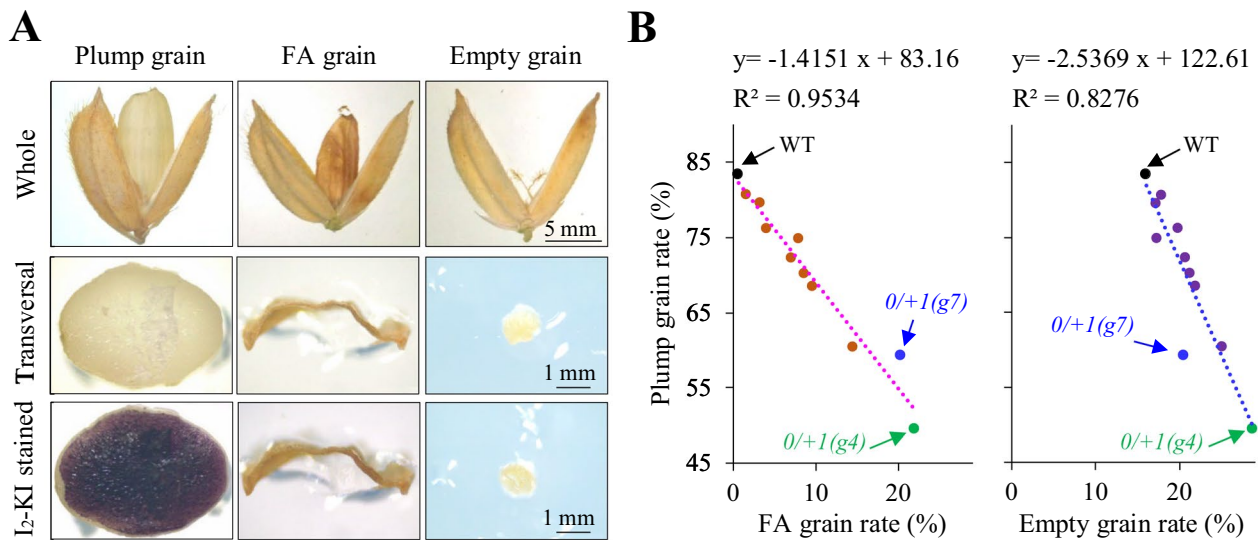 A
Plump grain
FA grain
Empty grain
Whole
5 mm
Transversal
1 mm
I₂-KI stained
1 mm
B
y= -1.4151 x + 83.16
R² = 0.9534
Plump grain rate (%)
85
75
65
55
45
WT
0/+1(g7)
0/+1(g4)
0
10
20
FA grain rate (%)
y= -2.5369 x + 122.61
R² = 0.8276
WT
0/+1(g7)
0/+1(g4)
0
10
20
Empty grain rate (%)